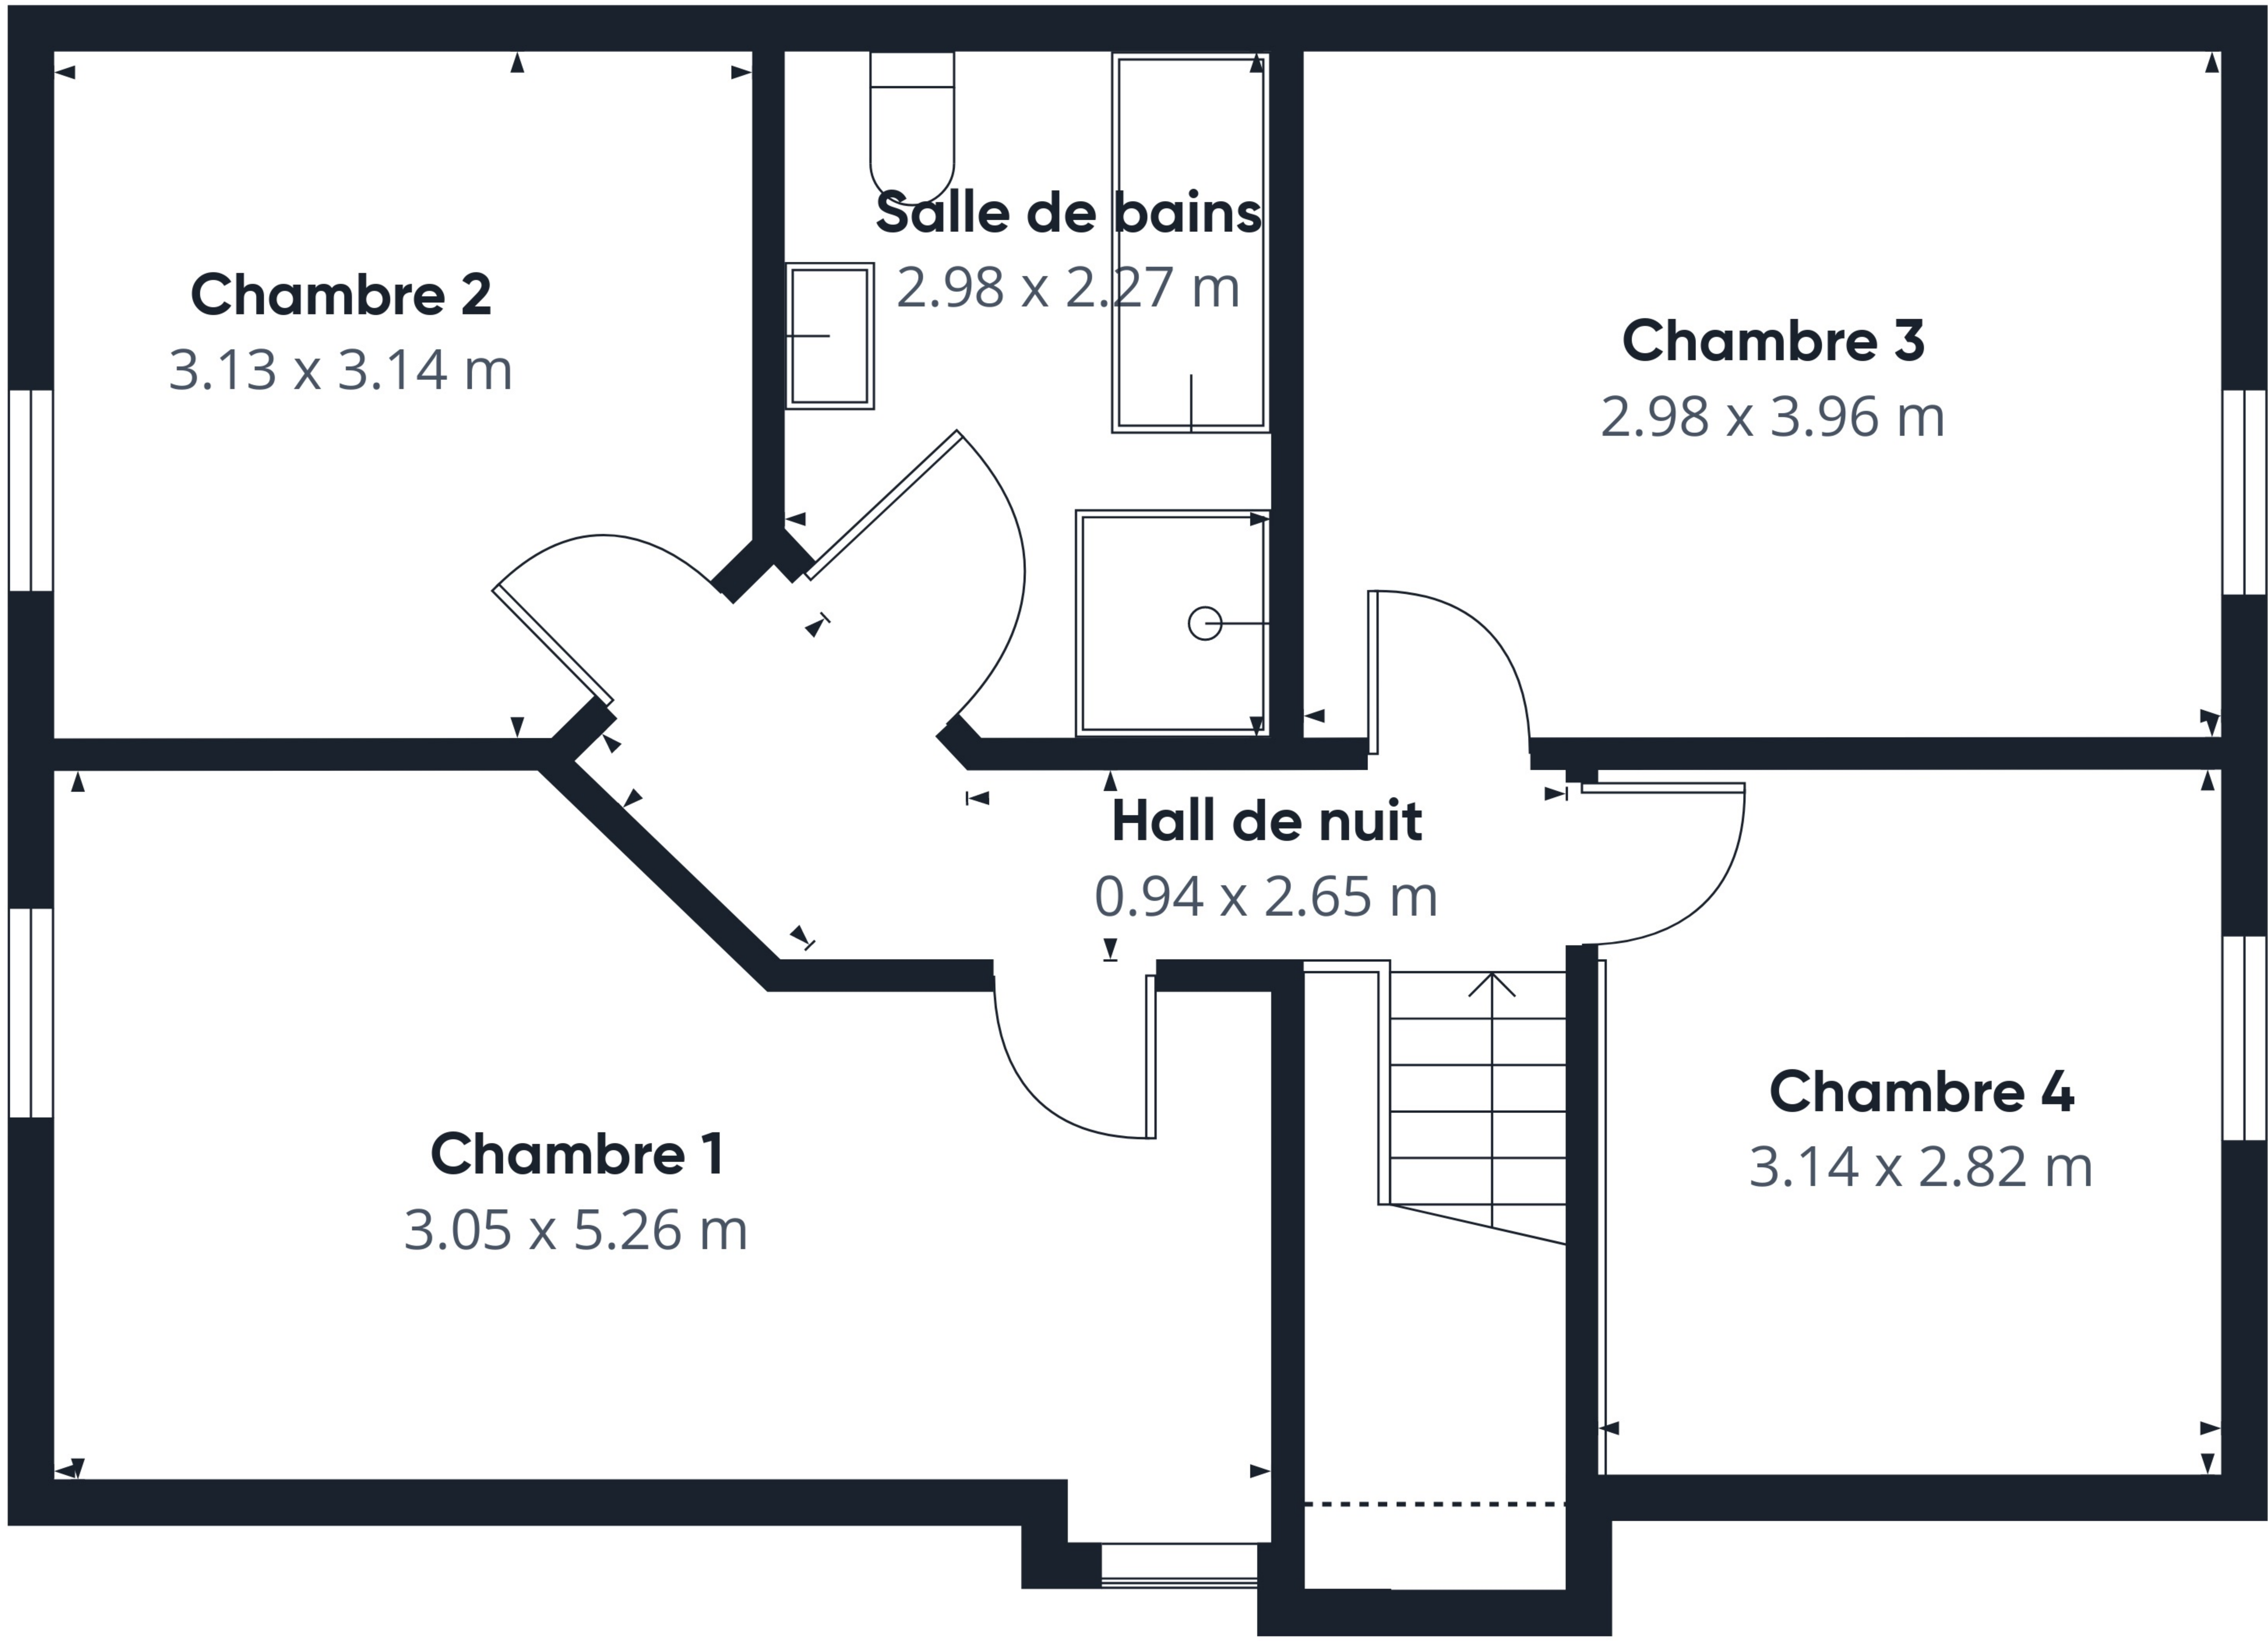 Salle de bains
2.98 x 2.27 m
Chambre 2
3.13 x 3.14 m
Chambre 3
2.98 x 3.96 m
Hall de nuit
0.94 x 2.65 m
Chambre 4
3.14 x 2.82 m
Chambre 1
3.05 x 5.26 m